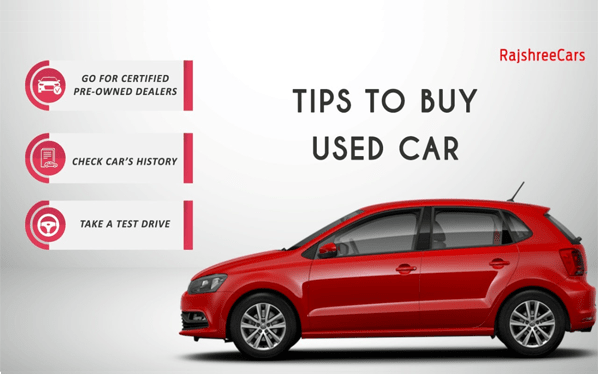 RajshreeCars
TIPS TO BUY
USED CAR
GO FOR CERTIFIED
PRE-OWNED DEALERS
CHECK CAR'S HISTORY
TAKE A TEST DRIVE